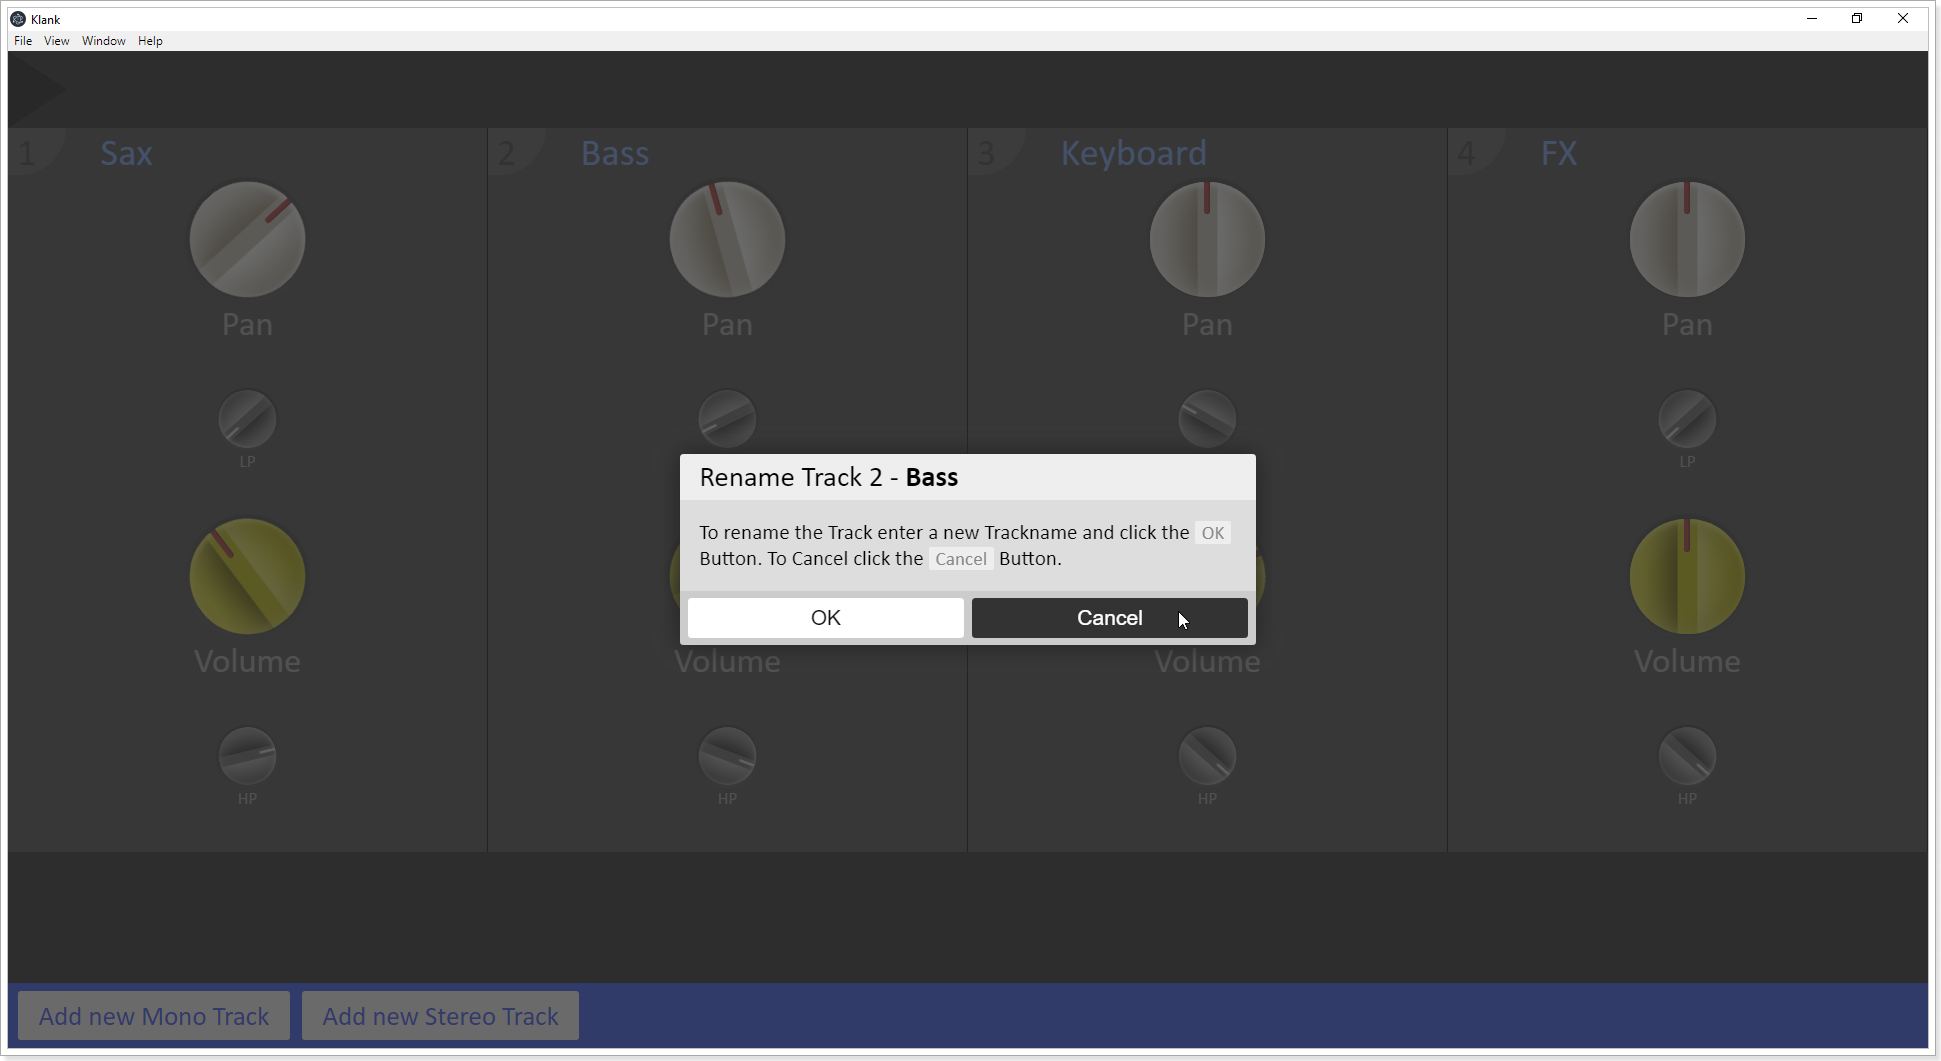 Klank
File View Window Help
1 Sax 2 Bass 3 Keyboard 4 FX
Pan Pan Pan Pan
LP LP
Rename Track 2 - Bass
To rename the Track enter a new Trackname and click the OK
Button. To Cancel click the Cancel Button.
OK Cancel
Volume Volume Volume Volume
HP HP HP HP
Add new Mono Track Add new Stereo Track